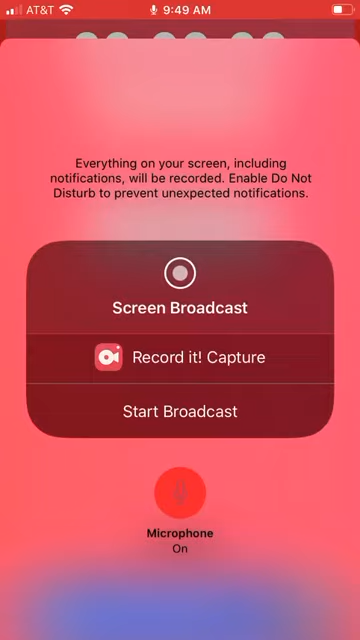 AT&T 9:49 AM
Everything on your screen, including
notifications, will be recorded. Enable Do Not
Disturb to prevent unexpected notifications.
Screen Broadcast
Record it! Capture
Start Broadcast
Microphone
On